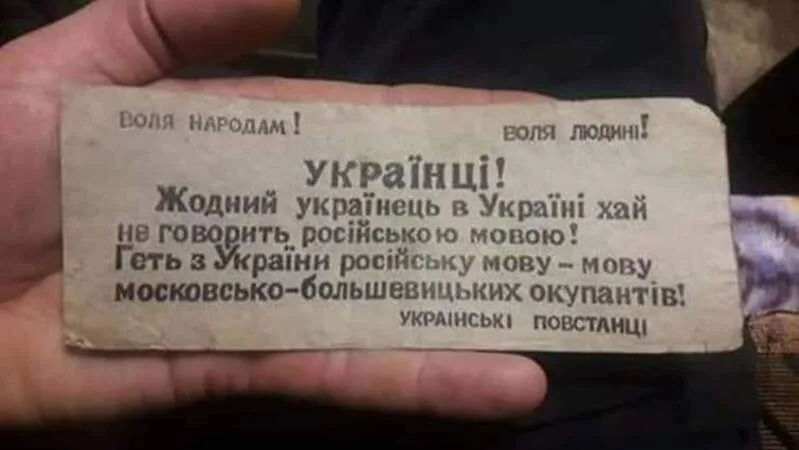 ВОЛЯ НАРОДАМ! ВОЛЯ ЛЮДИНІ!
УКРАЇНЦІ!
Жодний українець в Україні хай
не говорить російською мовою!
Геть з України російську мову – мову
московсько-большевицьких окупантів!
УКРАІНСЬКІ ПОВСТАНЦІ